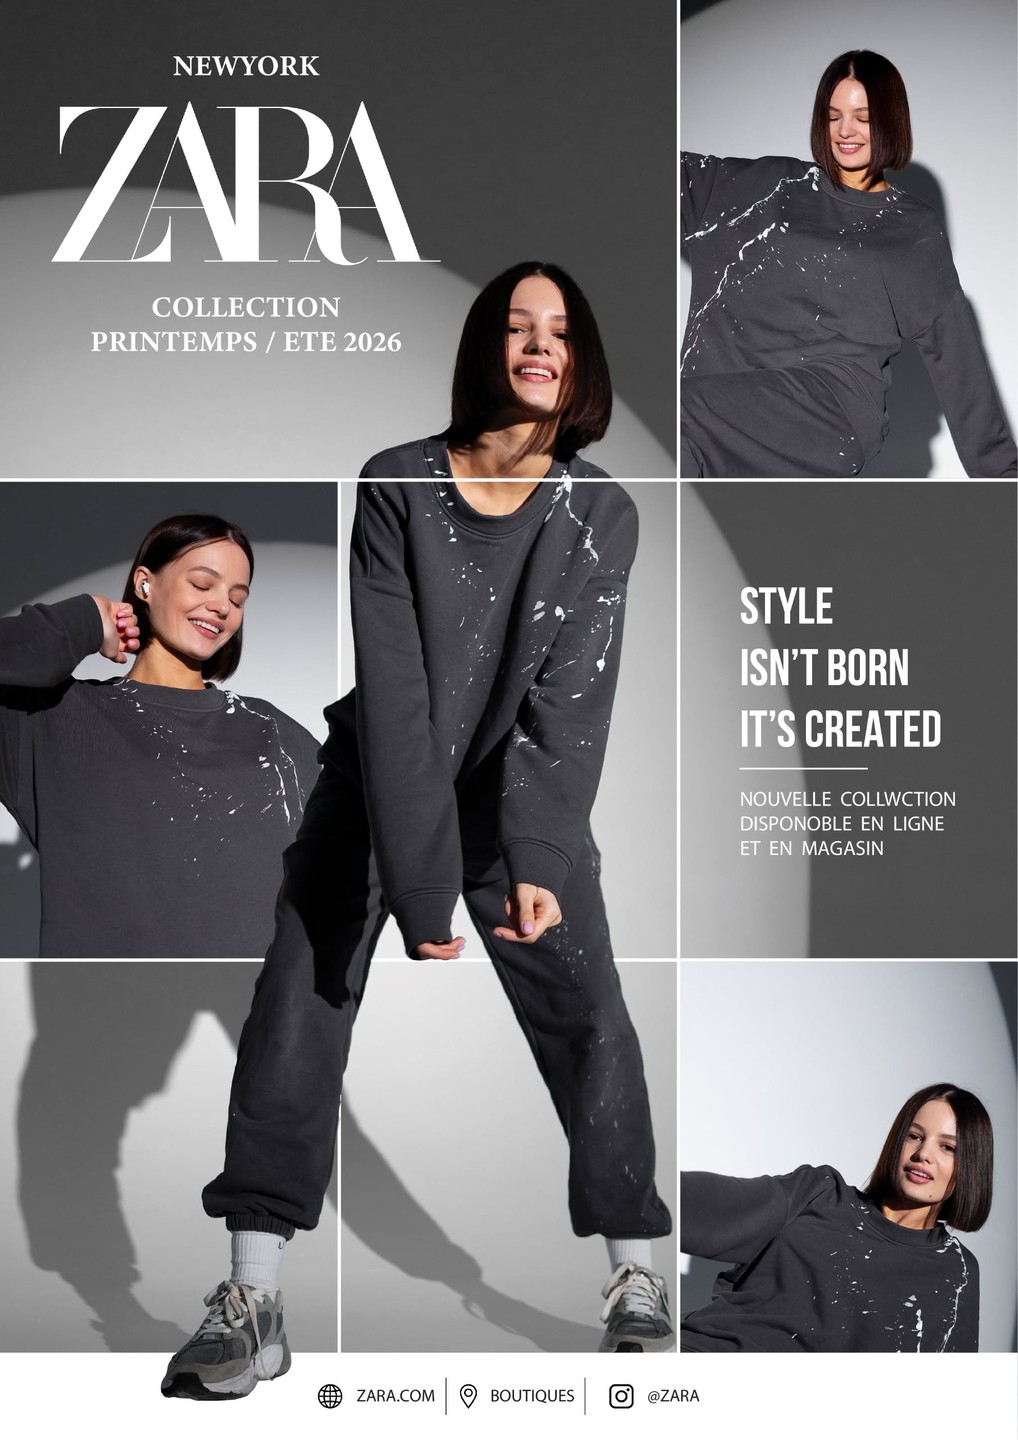 NEWYORK
ZARA
COLLECTION
PRINTEMPS / ETE 2026
STYLE
ISN'T BORN
IT'S CREATED
NOUVELLE COLLWCTION
DISPONOBLE EN LIGNE
ET EN MAGASIN
ZARA.COM
BOUTIQUES
@ZARA